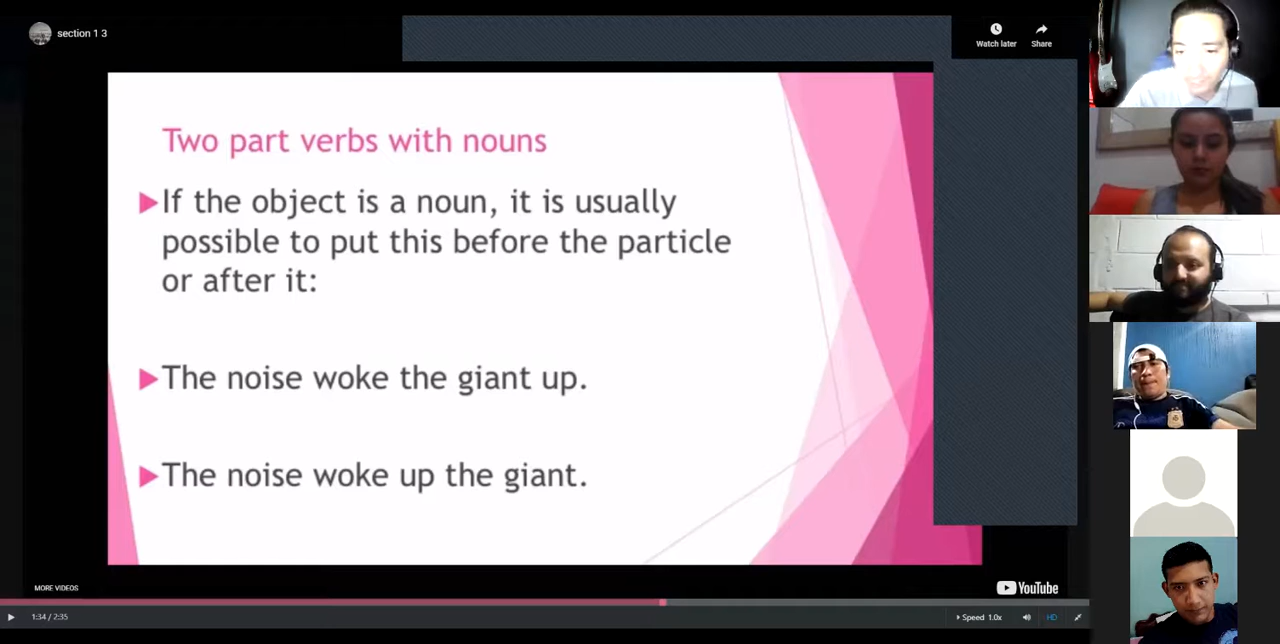 section 1 3
Watch later
Share
Two part verbs with nouns
If the object is a noun, it is usually
possible to put this before the particle
or after it:
The noise woke the giant up.
The noise woke up the giant.
MORE VIDEOS
YouTube
1:34 / 2:35
Speed 1.0x
HD